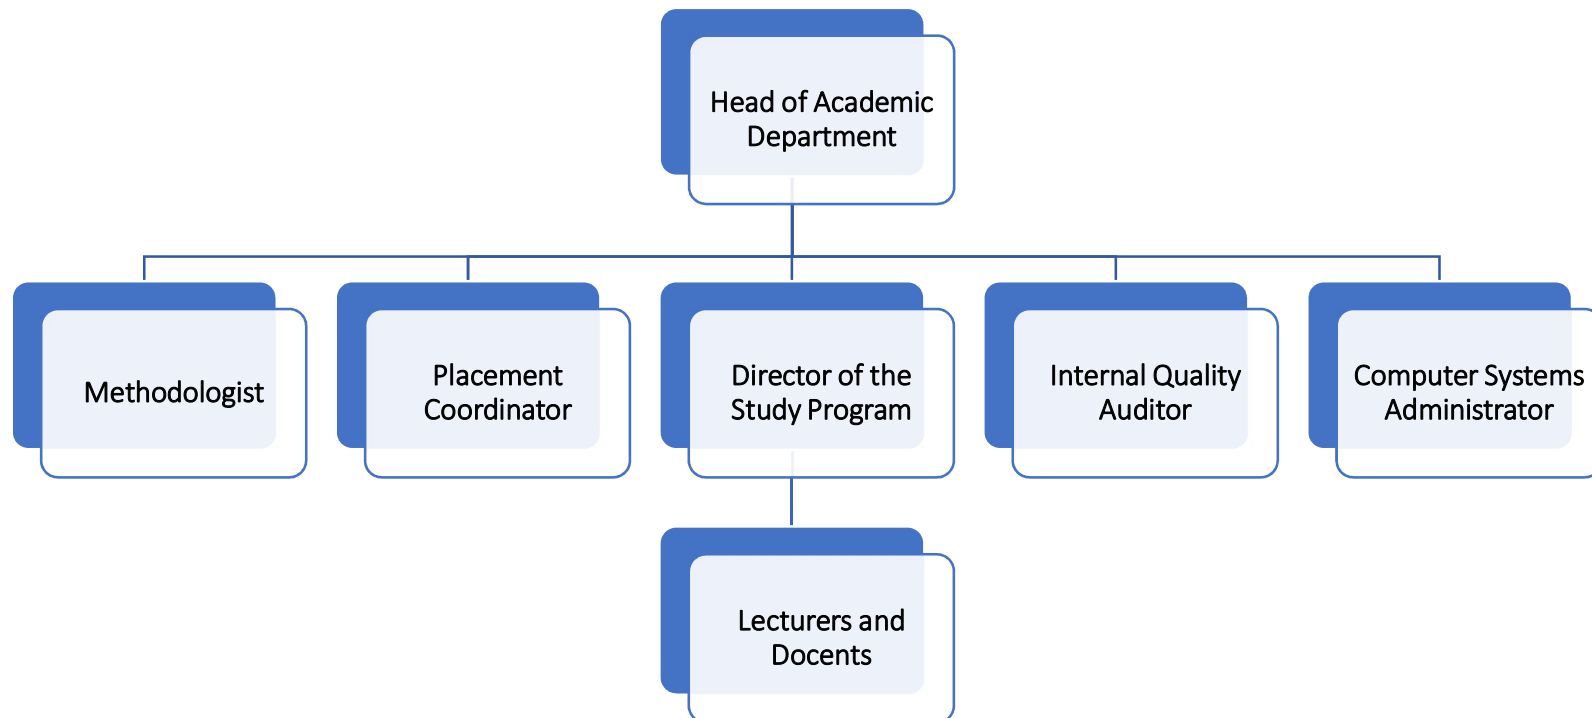 Head of Academic
Department
Methodologist
Placement
Coordinator
Director of the
Study Program
Internal Quality
Auditor
Computer Systems
Administrator
Lecturers and
Docents